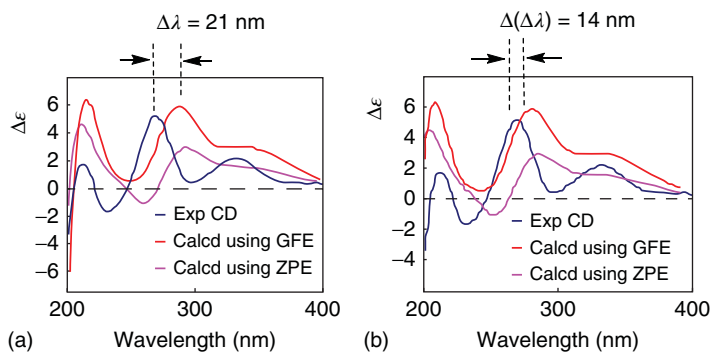 Δλ = 21 nm
Δε
6
4
2
0
−2
−4
−6
Exp CD
Calcd using GFE
Calcd using ZPE
200
300
400
Wavelength (nm)
(a)
Δ(Δλ) = 14 nm
Δε
6
4
2
0
−2
−4
Exp CD
Calcd using GFE
Calcd using ZPE
200
300
400
Wavelength (nm)
(b)